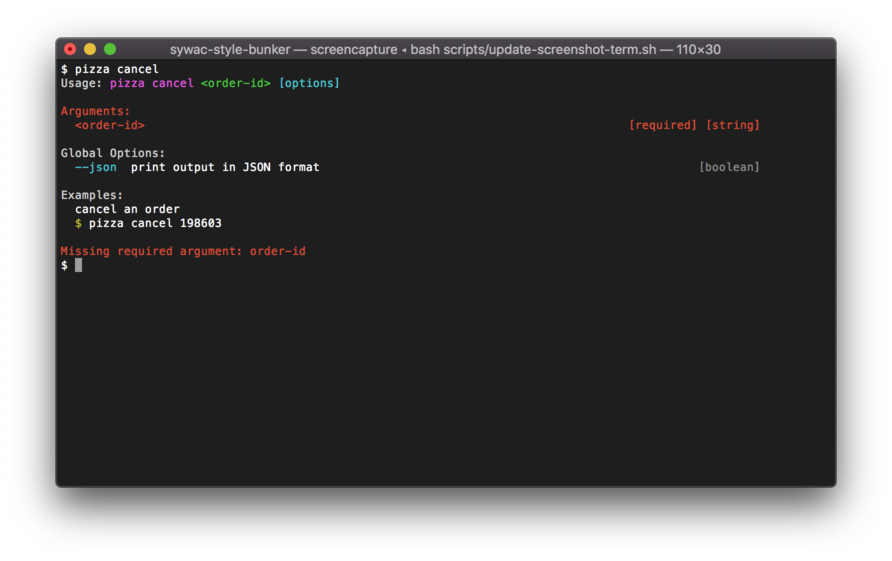 sywac-style-bunker — screencapture ◂ bash scripts/update-screenshot-term.sh — 110×30
$ pizza cancel
Usage: pizza cancel <order-id> [options]
Arguments:
<order-id> [required] [string]
Global Options:
--json print output in JSON format [boolean]
Examples:
cancel an order
$ pizza cancel 198603
Missing required argument: order-id
$